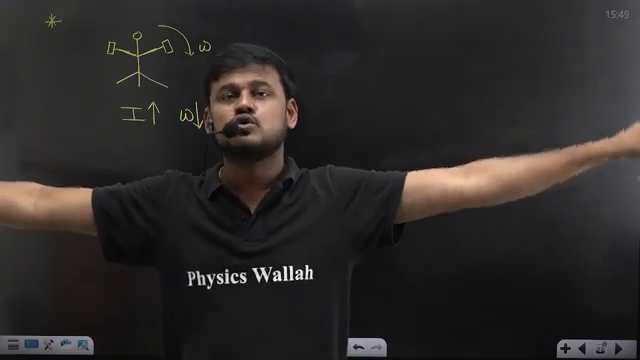 15:49
*
ω
I↑ ω↓
Physics Wallah